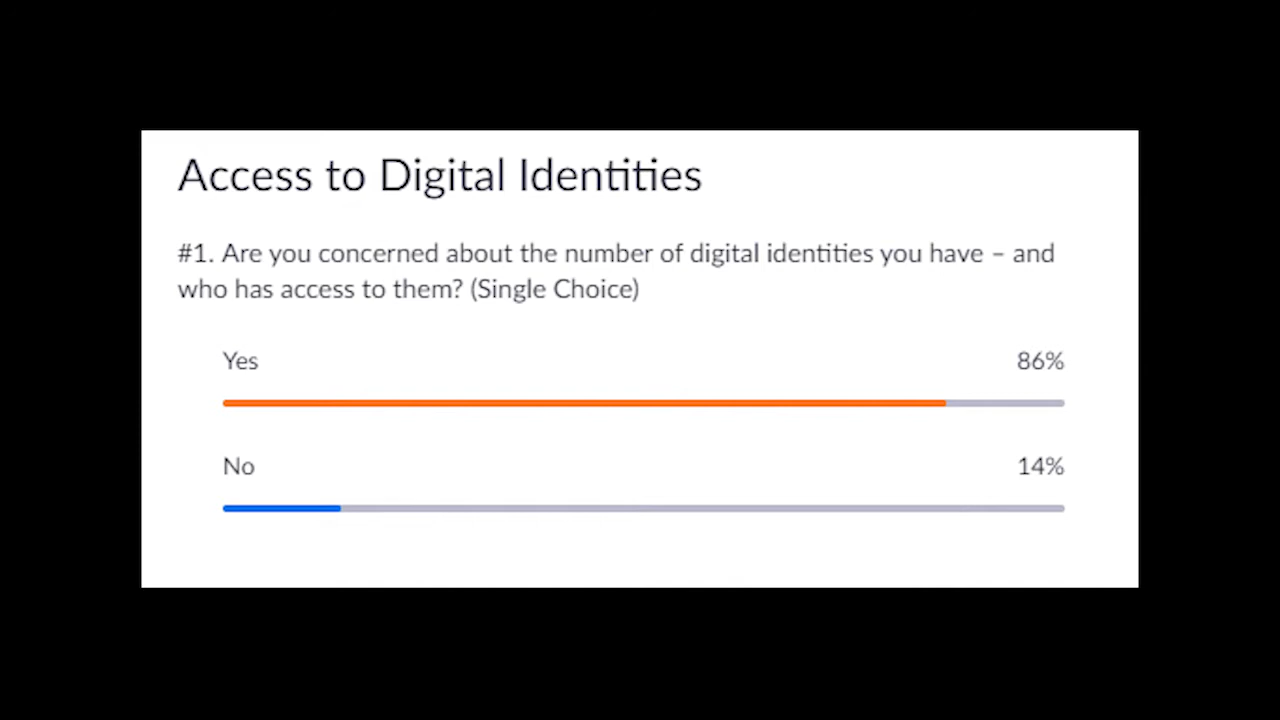 Access to Digital Identities
#1. Are you concerned about the number of digital identities you have – and
who has access to them? (Single Choice)
Yes 86%
No 14%